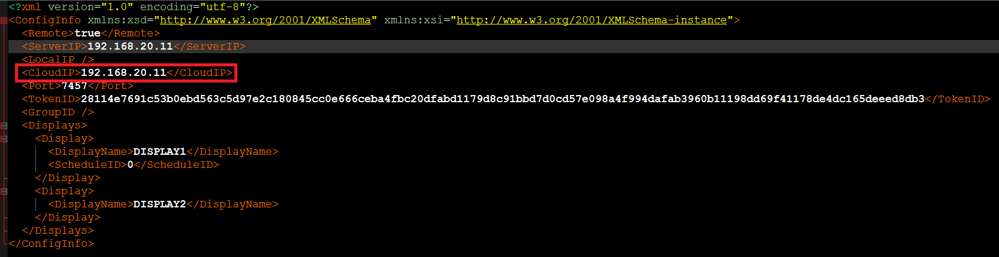 <?xml version="1.0" encoding="utf-8"?>
<ConfigInfo xmlns:xsd="http://www.w3.org/2001/XMLSchema" xmlns:xsi="http://www.w3.org/2001/XMLSchema-instance">
<Remote>true</Remote>
<ServerIP>192.168.20.11</ServerIP>
<LocalIP />
<CloudIP>192.168.20.11</CloudIP>
<Port>7457</Port>
<TokenID>28114e7691c53b0ebd563c5d97e2c180845cc0e666ceba4fbc20dfabd1179d8c91bbd7d0cd57e098a4f994dafab3960b11198dd69f41178de4dc165deeed8db3</TokenID>
<GroupID />
<Displays>
<Display>
<DisplayName>DISPLAY1</DisplayName>
<ScheduleID>0</ScheduleID>
</Display>
<Display>
<DisplayName>DISPLAY2</DisplayName>
</Display>
</Displays>
</ConfigInfo>